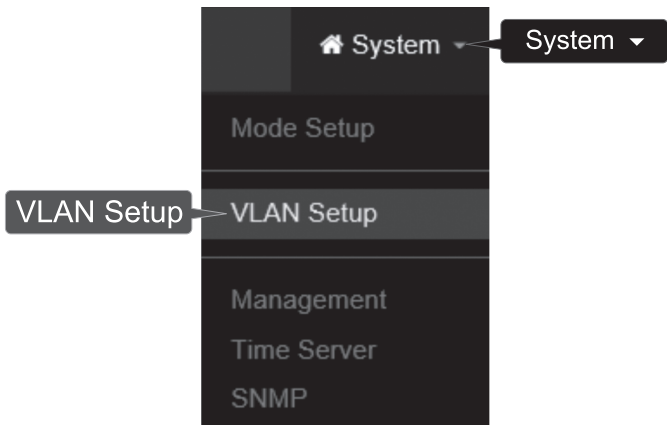 System
System
Mode Setup
VLAN Setup
VLAN Setup
Management
Time Server
SNMP